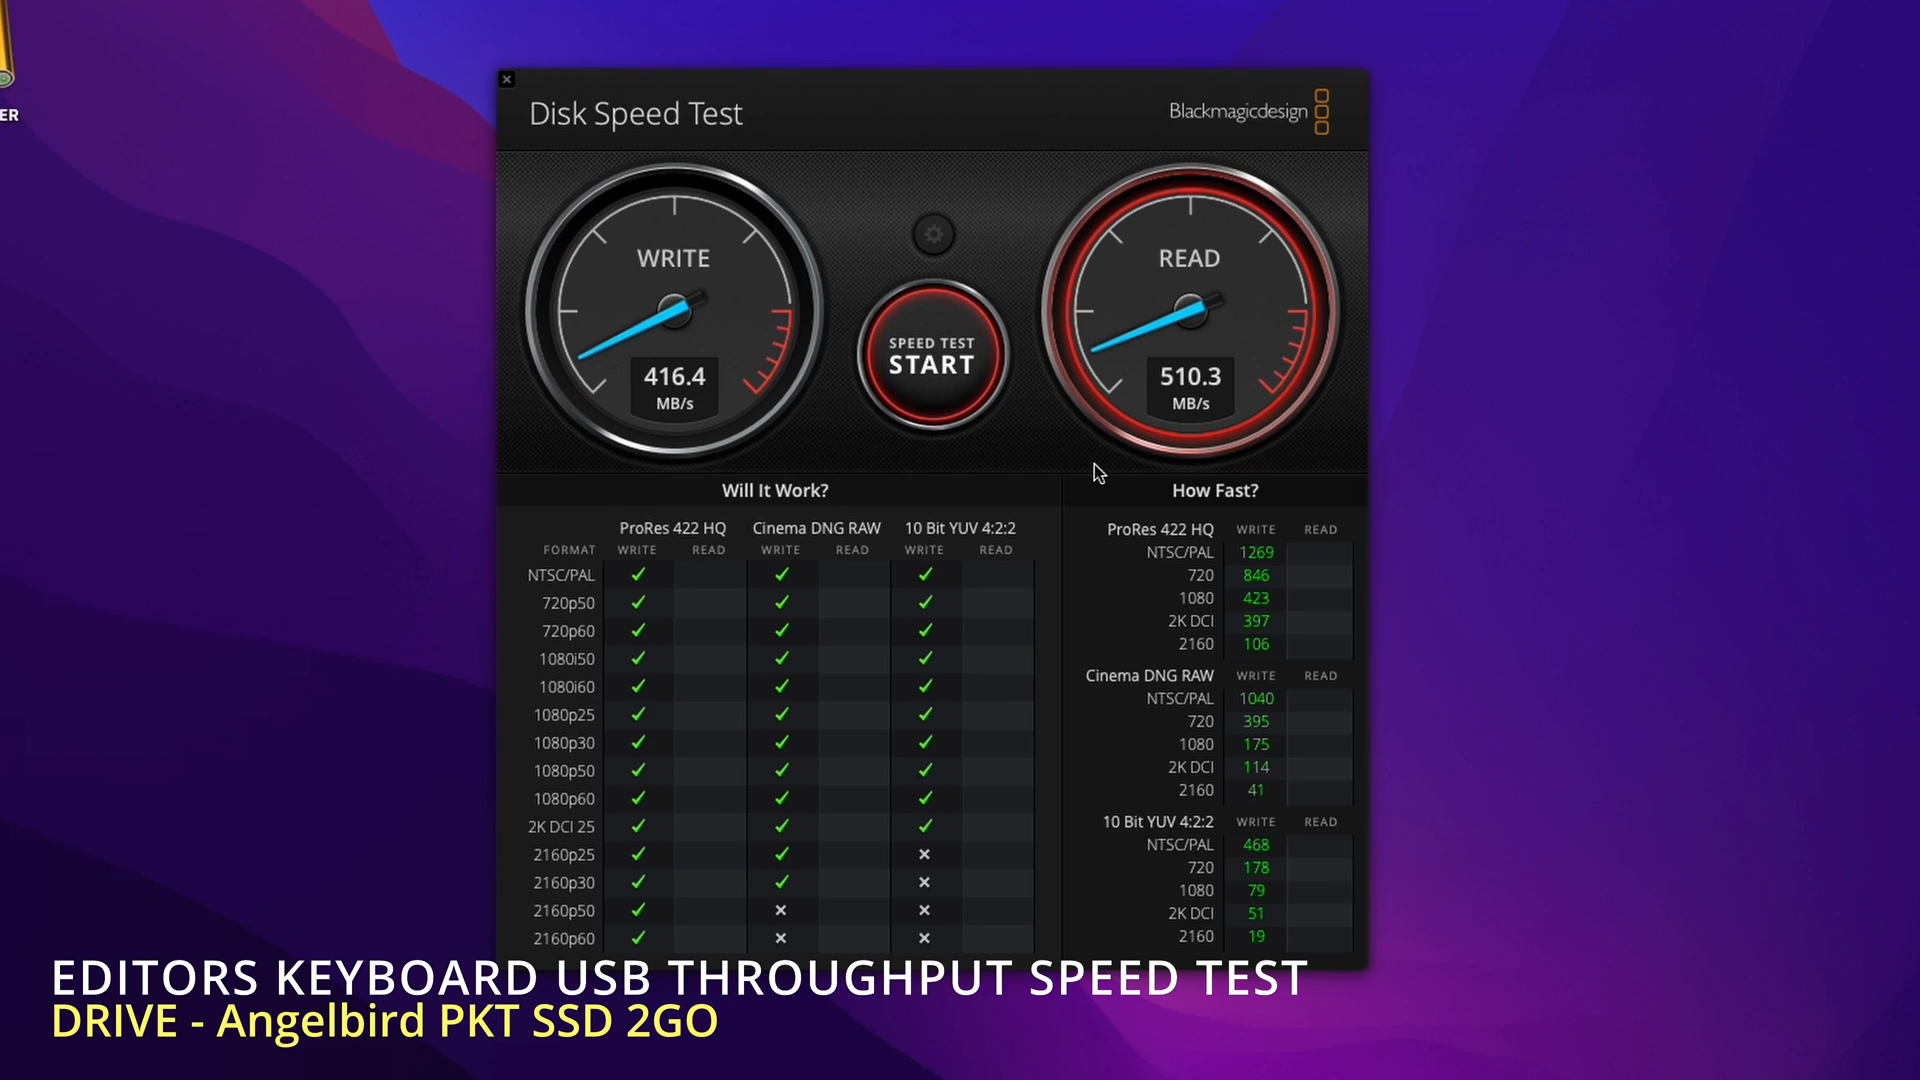 ER
Disk Speed Test
Blackmagicdesign
WRITE
416.4
MB/s
SPEED TEST
START
READ
510.3
MB/s
Will It Work?
ProRes 422 HQ Cinema DNG RAW 10 Bit YUV 4:2:2
FORMAT WRITE READ WRITE READ WRITE READ
NTSC/PAL ✓ ✓ ✓
720p50 ✓ ✓ ✓
720p60 ✓ ✓ ✓
1080i50 ✓ ✓ ✓
1080i60 ✓ ✓ ✓
1080p25 ✓ ✓ ✓
1080p30 ✓ ✓ ✓
1080p50 ✓ ✓ ✓
1080p60 ✓ ✓ ✓
2K DCI 25 ✓ ✓ ✓
2160p25 ✓ ✓ ×
2160p30 ✓ ✓ ×
2160p50 ✓ × ×
2160p60 ✓ × ×
How Fast?
ProRes 422 HQ WRITE READ
NTSC/PAL 1269
720 846
1080 423
2K DCI 397
2160 106
Cinema DNG RAW WRITE READ
NTSC/PAL 1040
720 395
1080 175
2K DCI 114
2160 41
10 Bit YUV 4:2:2 WRITE READ
NTSC/PAL 468
720 178
1080 79
2K DCI 51
2160 19
EDITORS KEYBOARD USB THROUGHPUT SPEED TEST
DRIVE - Angelbird PKT SSD 2GO